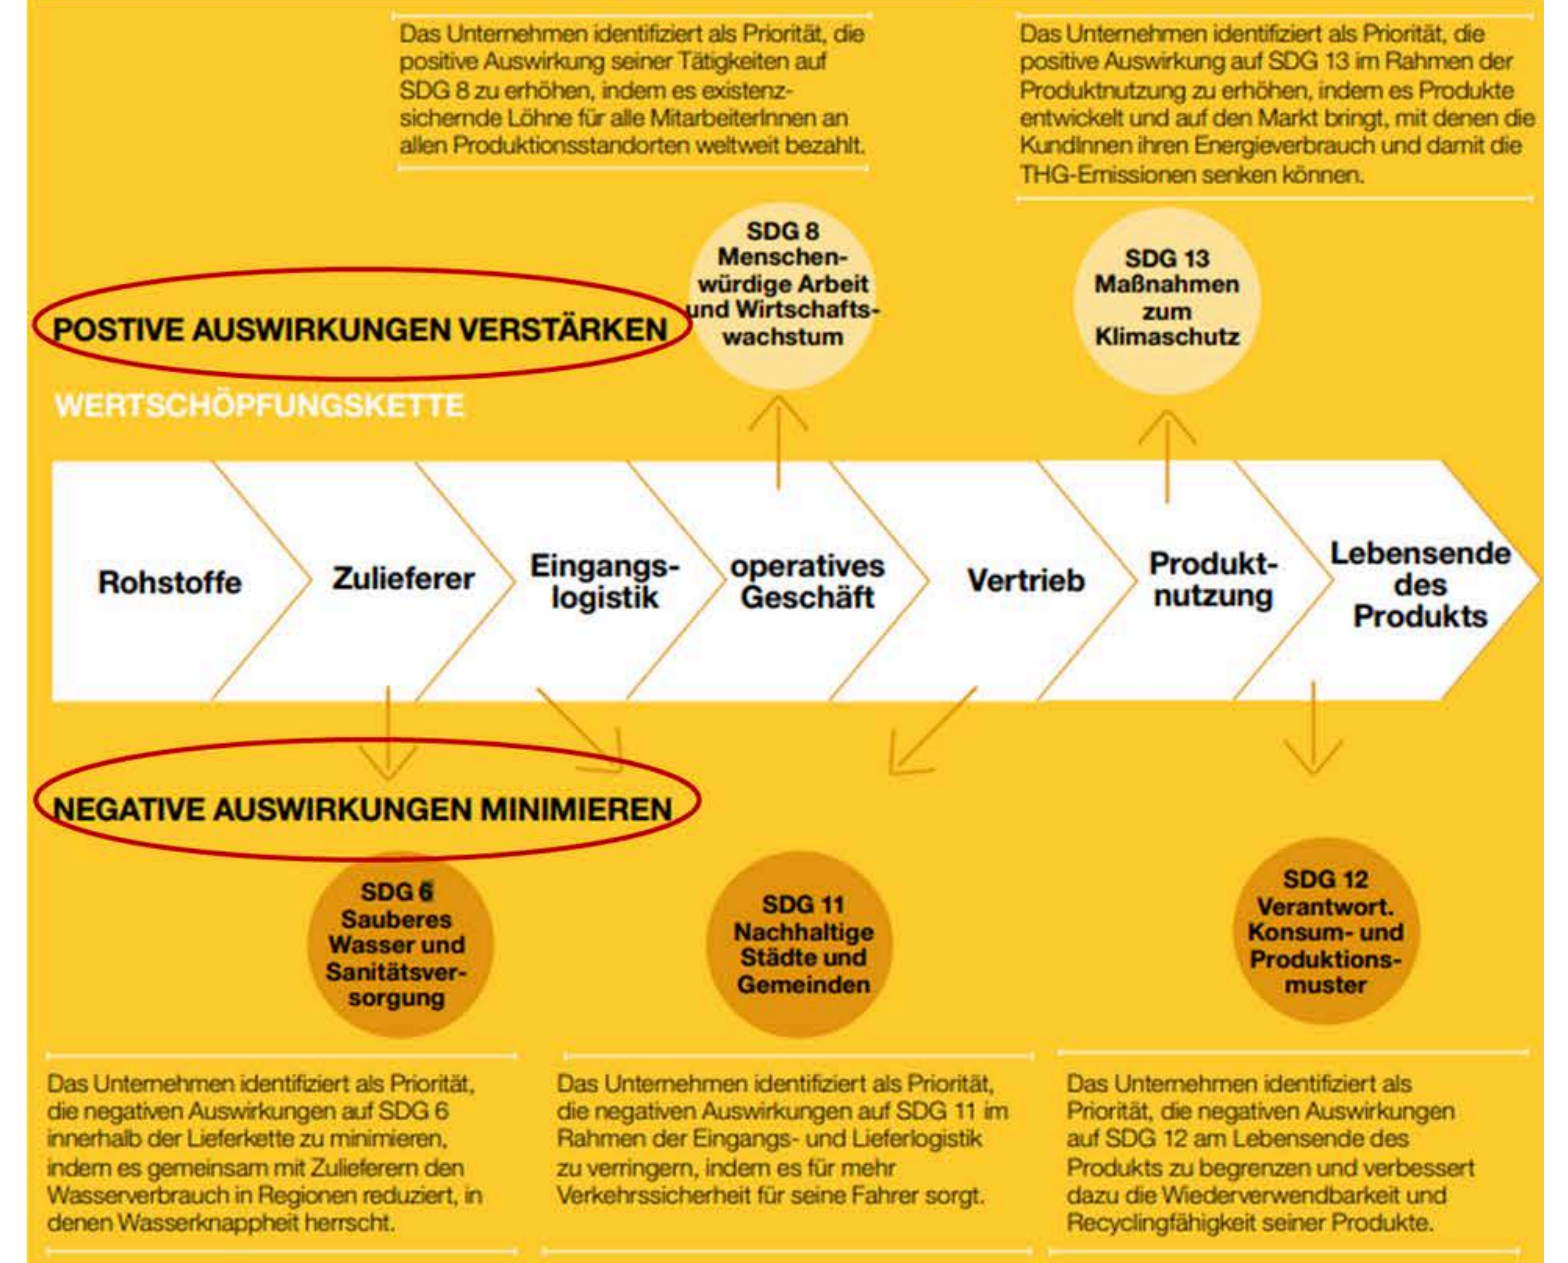 Das Unternehmen identifiziert als Priorität, die
positive Auswirkung seiner Tätigkeiten auf
SDG 8 zu erhöhen, indem es existenz-
sichernde Löhne für alle MitarbeiterInnen an
allen Produktionsstandorten weltweit bezahlt.
Das Unternehmen identifiziert als Priorität, die
positive Auswirkung auf SDG 13 im Rahmen der
Produktnutzung zu erhöhen, indem es Produkte
entwickelt und auf den Markt bringt, mit denen die
KundInnen ihren Energieverbrauch und damit die
THG-Emissionen senken können.
SDG 8
Menschen-
würdige Arbeit
und Wirtschafts-
wachstum
SDG 13
Maßnahmen
zum
Klimaschutz
POSTIVE AUSWIRKUNGEN VERSTÄRKEN
WERTSCHÖPFUNGSKETTE
Rohstoffe
Zulieferer
Eingangs-
logistik
operatives
Geschäft
Vertrieb
Produkt-
nutzung
Lebensende
des
Produkts
NEGATIVE AUSWIRKUNGEN MINIMIEREN
SDG 6
Sauberes
Wasser und
Sanitätsver-
sorgung
SDG 11
Nachhaltige
Städte und
Gemeinden
SDG 12
Verantwort.
Konsum- und
Produktions-
muster
Das Unternehmen identifiziert als Priorität,
die negativen Auswirkungen auf SDG 6
innerhalb der Lieferkette zu minimieren,
indem es gemeinsam mit Zulieferern den
Wasserverbrauch in Regionen reduziert, in
denen Wasserknappheit herrscht.
Das Unternehmen identifiziert als Priorität,
die negativen Auswirkungen auf SDG 11 im
Rahmen der Eingangs- und Lieferlogistik
zu verringern, indem es für mehr
Verkehrssicherheit für seine Fahrer sorgt.
Das Unternehmen identifiziert als
Priorität, die negativen Auswirkungen
auf SDG 12 am Lebensende des
Produkts zu begrenzen und verbessert
dazu die Wiederverwendbarkeit und
Recyclingfähigkeit seiner Produkte.